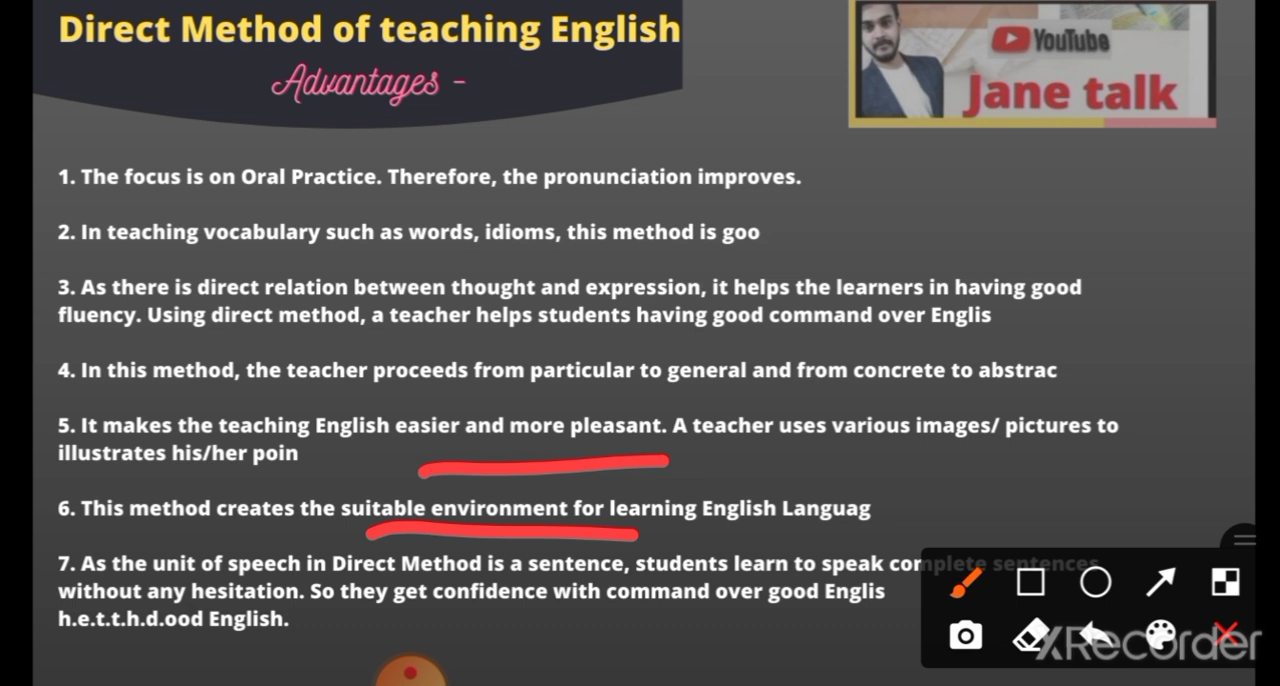 Direct Method of teaching English
Advantages -
YouTube
Jane talk
1. The focus is on Oral Practice. Therefore, the pronunciation improves.
2. In teaching vocabulary such as words, idioms, this method is goo
3. As there is direct relation between thought and expression, it helps the learners in having good
fluency. Using direct method, a teacher helps students having good command over Englis
4. In this method, the teacher proceeds from particular to general and from concrete to abstrac
5. It makes the teaching English easier and more pleasant. A teacher uses various images/ pictures to
illustrates his/her poin
6. This method creates the suitable environment for learning English Languag
7. As the unit of speech in Direct Method is a sentence, students learn to speak complete sentences
without any hesitation. So they get confidence with command over good Englis
h.e.t.t.h.d.ood English.
XRecorder